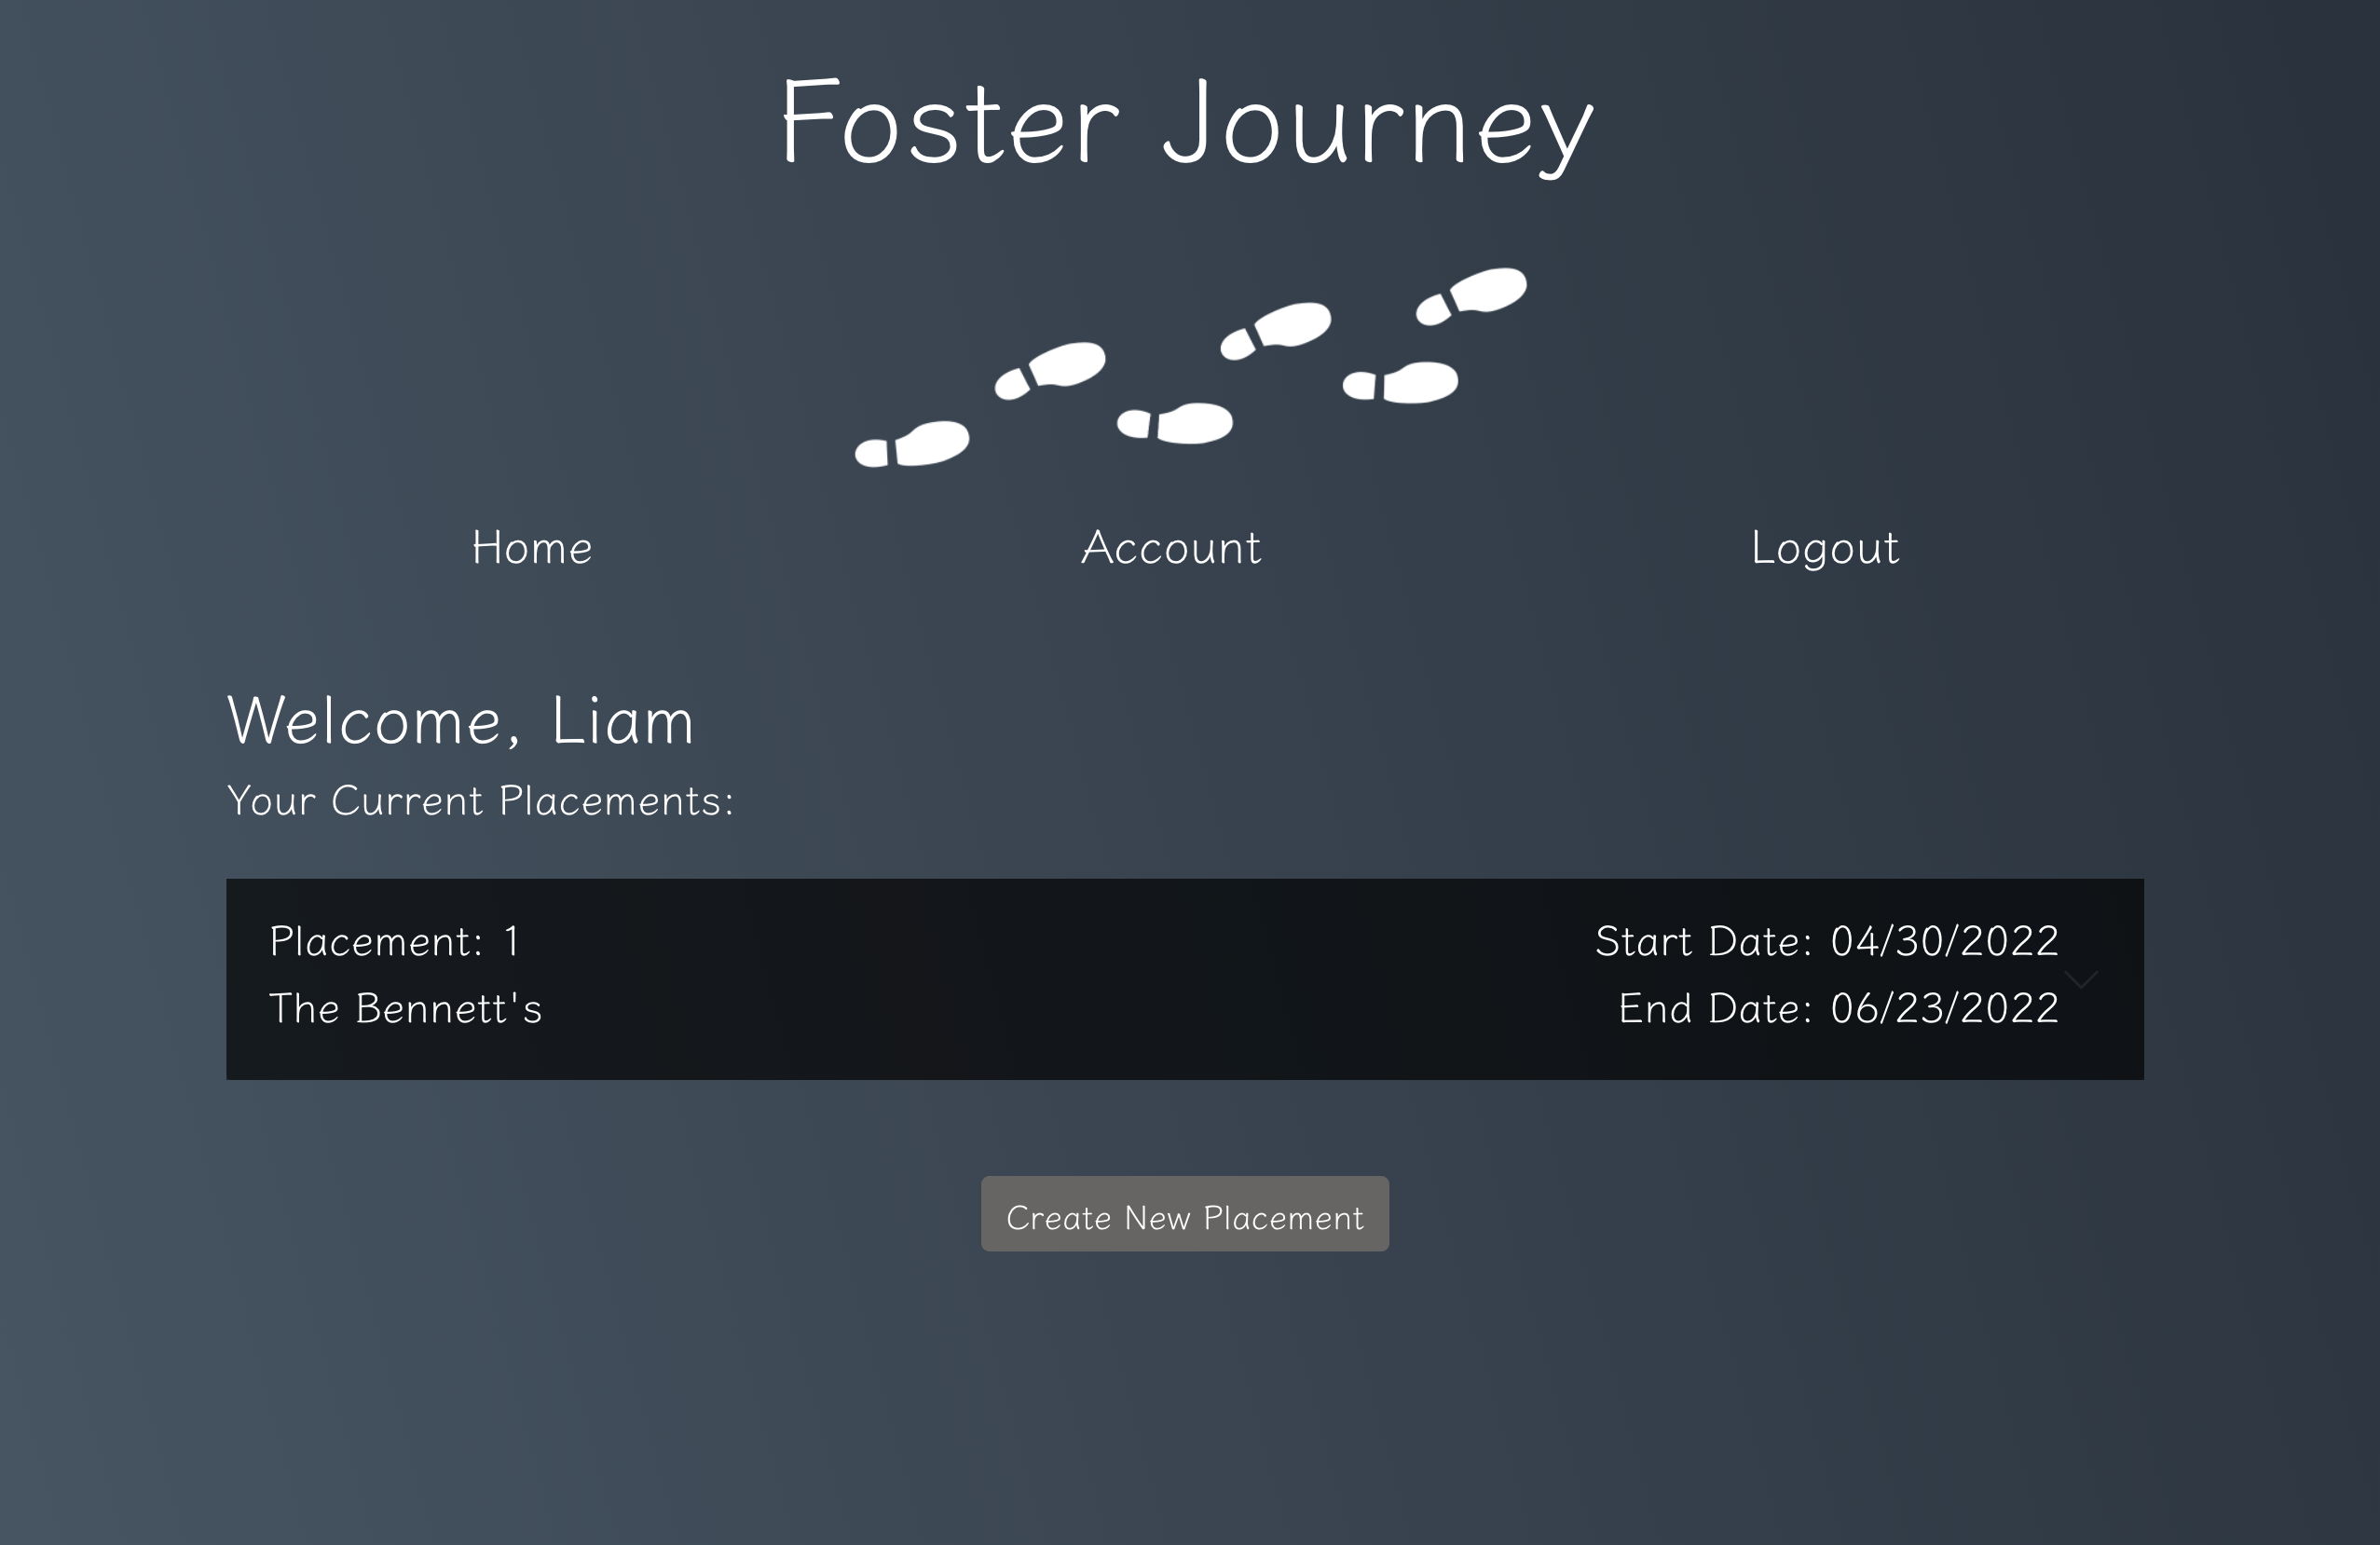 Foster Journey
Home Account Logout
Welcome, Liam
Your Current Placements:
Placement: 1 Start Date: 04/30/2022
The Bennett's End Date: 06/23/2022
Create New Placement